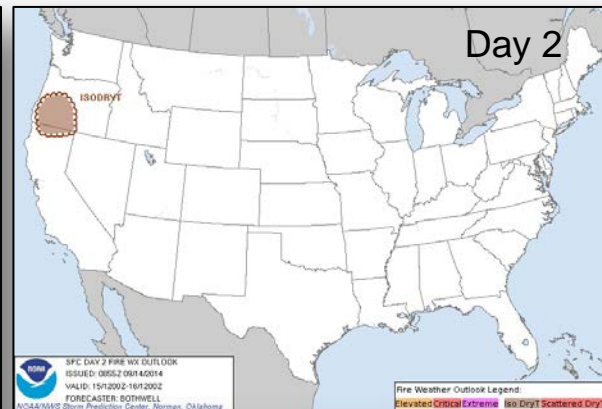 Day 2
ISODRYT
NOAA
SPC DAY 2 FIRE WX OUTLOOK
ISSUED: 0855Z 09/14/2014
VALID: 15/1200Z-16/1200Z
FORECASTER: BOTHWELL
NOAA/NWS Storm Prediction Center, Norman, Oklahoma
Fire Weather Outlook Legend:
Elevated Critical Extreme Iso DryT Scattered DryT